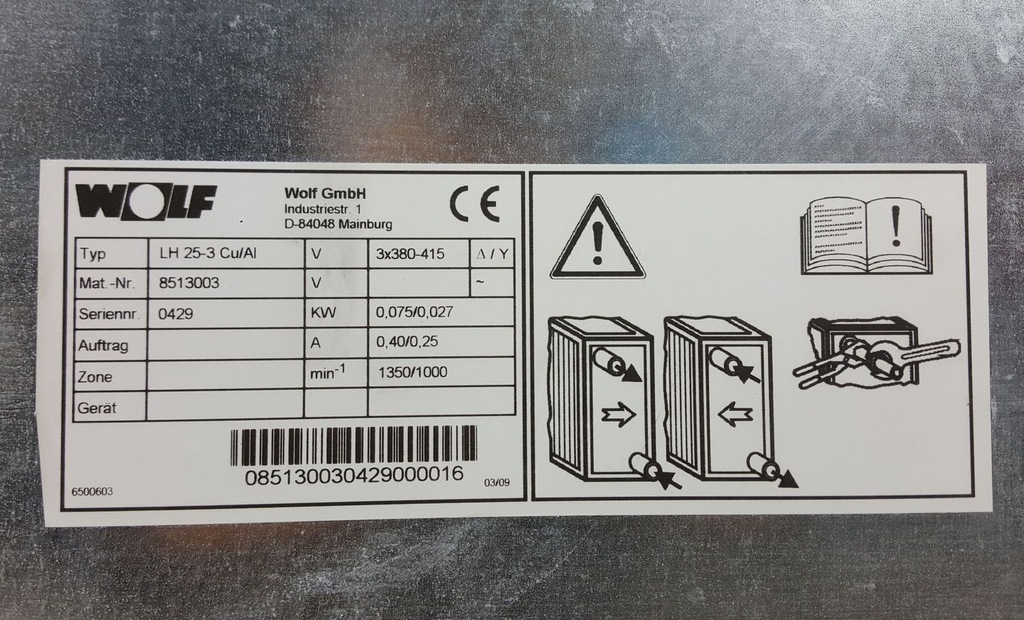 WOLF
Wolf GmbH
Industriestr. 1
D-84048 Mainburg
CE
Typ LH 25-3 Cu/Al V 3x380-415 Δ / Y
Mat.-Nr. 8513003 V ~
Seriennr. 0429 KW 0,075/0,027
Auftrag A 0,40/0,25
Zone min-1 1350/1000
Gerät
085130030429000016
6500603
03/09